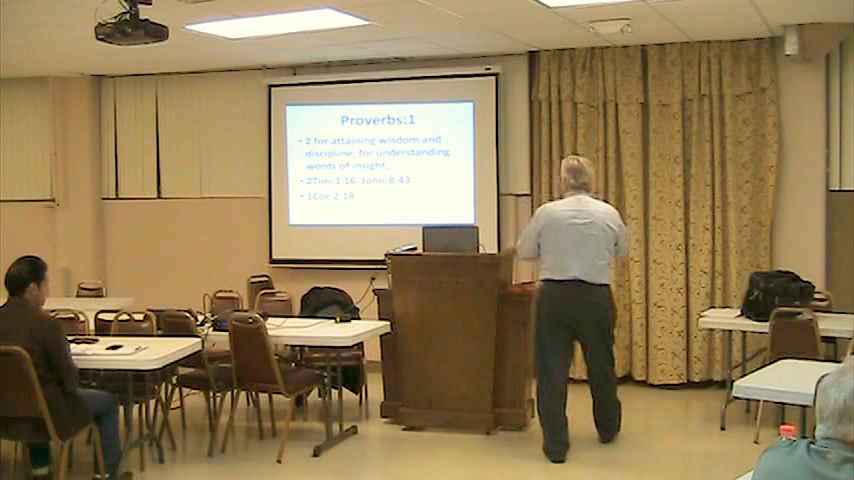 Proverbs:1
• 2 for attaining wisdom and
discipline; for understanding
words of insight,
• 2Tim:3:16 John:8:43
• 1Cor:2:14